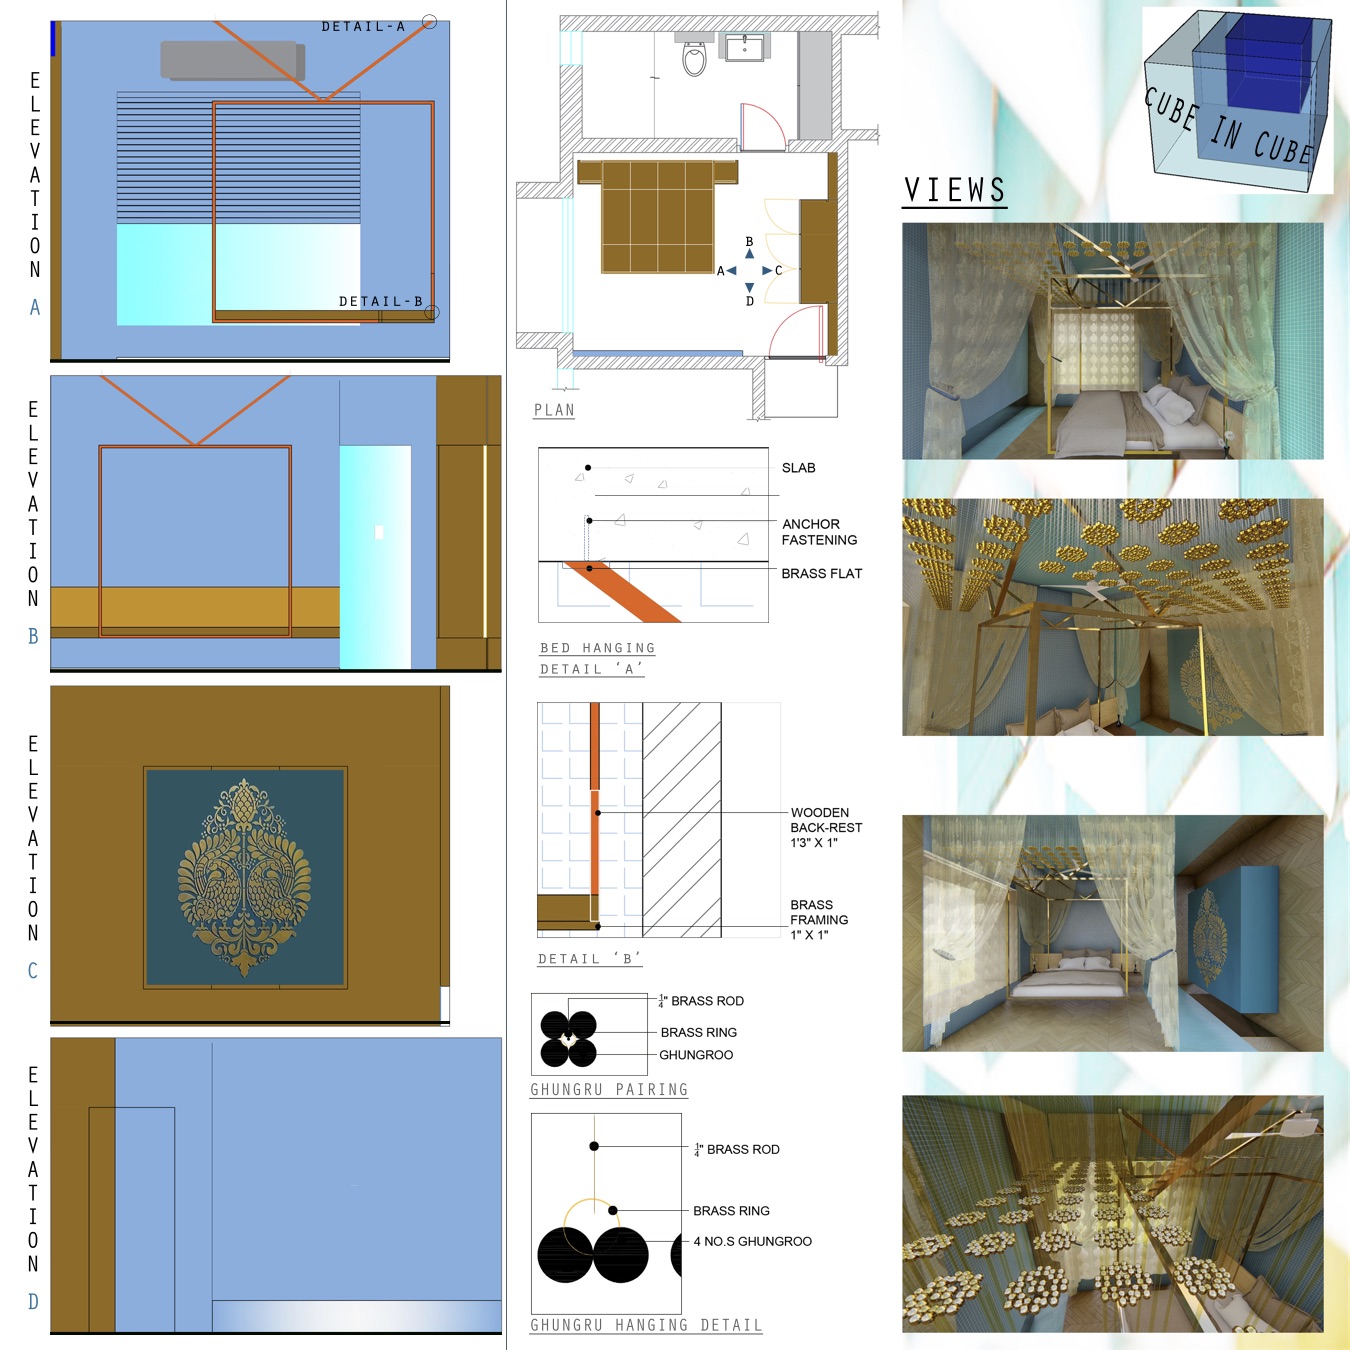 ELEVATION A
DETAIL-A
DETAIL-B
ELEVATION B
ELEVATION C
ELEVATION D
B
A
C
D
PLAN
SLAB
ANCHOR
FASTENING
BRASS FLAT
BED HANGING
DETAIL ‘A’
WOODEN
BACK-REST
1'3" X 1"
BRASS
FRAMING
1" X 1"
DETAIL ‘B’
1/4" BRASS ROD
BRASS RING
GHUNGROO
GHUNGRU PAIRING
1/4" BRASS ROD
BRASS RING
4 NO.S GHUNGROO
GHUNGRU HANGING DETAIL
CUBE IN CUBE
VIEWS